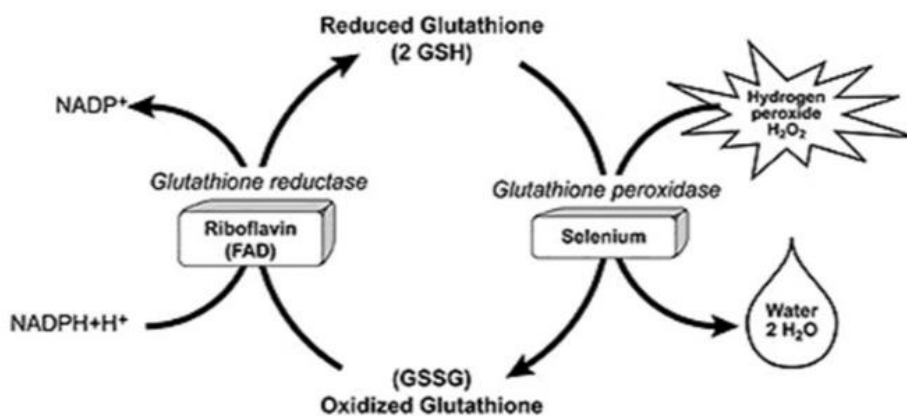 Reduced Glutathione
(2 GSH)
NADP⁺
Hydrogen
peroxide
H₂O₂
Glutathione reductase
Glutathione peroxidase
Riboflavin
(FAD)
Selenium
NADPH+H⁺
Water
2 H₂O
(GSSG)
Oxidized Glutathione